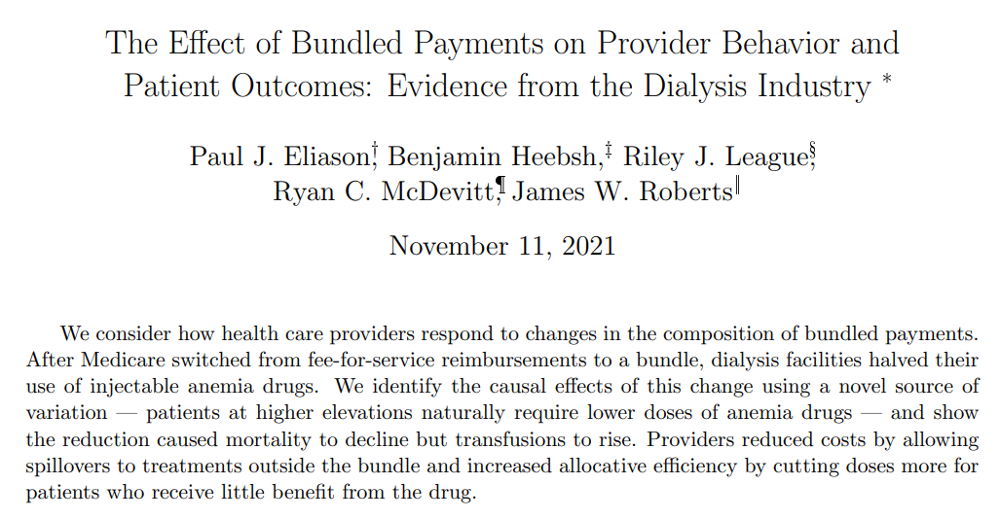 The Effect of Bundled Payments on Provider Behavior and
Patient Outcomes: Evidence from the Dialysis Industry *
Paul J. Eliason,† Benjamin Heebsh,‡ Riley J. League,§
Ryan C. McDevitt,¶ James W. Roberts‖
November 11, 2021
We consider how health care providers respond to changes in the composition of bundled payments.
After Medicare switched from fee-for-service reimbursements to a bundle, dialysis facilities halved their
use of injectable anemia drugs. We identify the causal effects of this change using a novel source of
variation — patients at higher elevations naturally require lower doses of anemia drugs — and show
the reduction caused mortality to decline but transfusions to rise. Providers reduced costs by allowing
spillovers to treatments outside the bundle and increased allocative efficiency by cutting doses more for
patients who receive little benefit from the drug.